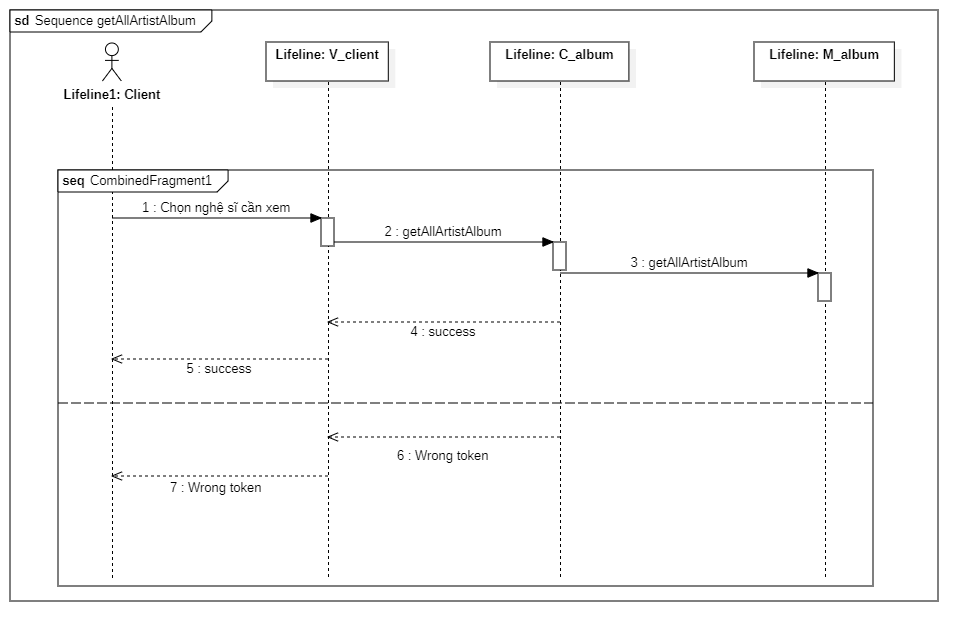 sd Sequence getAllArtistAlbum
Lifeline1: Client
Lifeline: V_client
Lifeline: C_album
Lifeline: M_album
seq CombinedFragment1
1 : Chọn nghệ sĩ cần xem
2 : getAllArtistAlbum
3 : getAllArtistAlbum
4 : success
5 : success
6 : Wrong token
7 : Wrong token